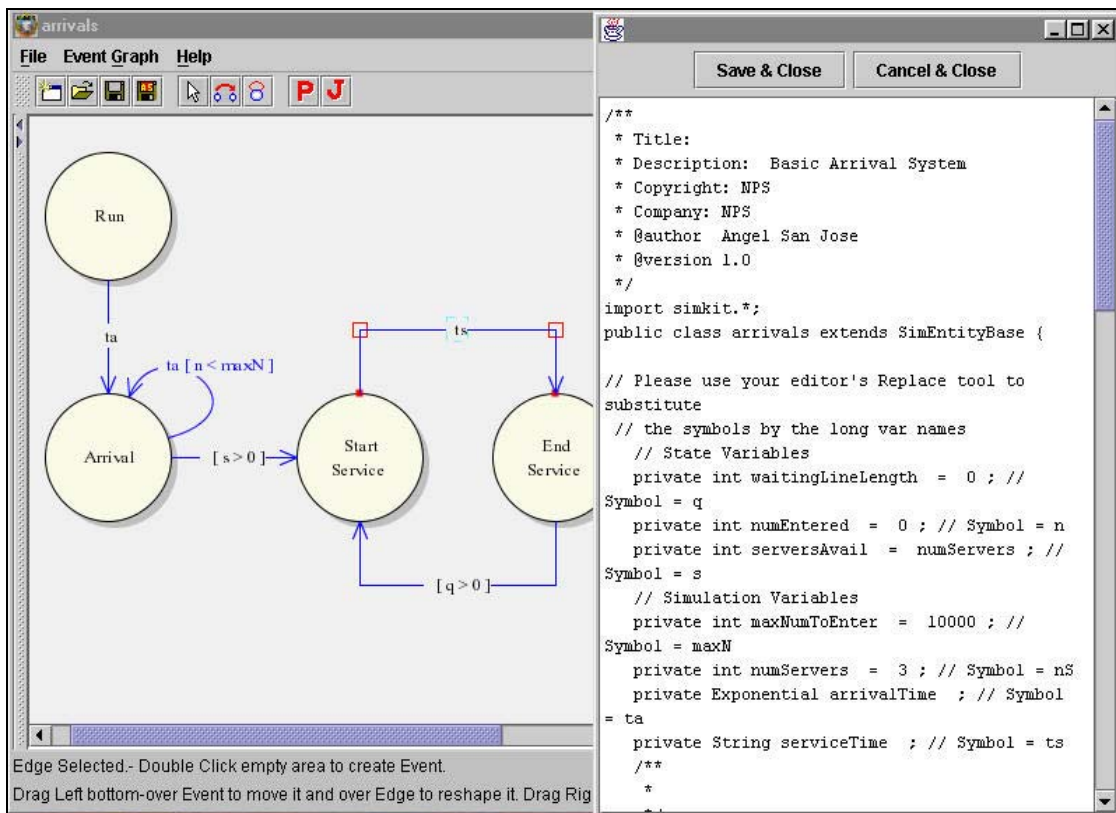 arrivals
File Event Graph Help
AS
P J
Run
ta
ta [ n < maxN ]
Arrival
[ s > 0 ]
Start
Service
ts
End
Service
[ q > 0 ]
Edge Selected.- Double Click empty area to create Event.
Drag Left bottom-over Event to move it and over Edge to reshape it. Drag Rig
Save & Close Cancel & Close
/**
* Title:
* Description: Basic Arrival System
* Copyright: NPS
* Company: NPS
* @author Angel San Jose
* @version 1.0
*/
import simkit.*;
public class arrivals extends SimEntityBase {
// Please use your editor's Replace tool to
substitute
// the symbols by the long var names
// State Variables
private int waitingLineLength = 0 ; //
Symbol = q
private int numEntered = 0 ; // Symbol = n
private int serversAvail = numServers ; //
Symbol = s
// Simulation Variables
private int maxNumToEnter = 10000 ; //
Symbol = maxN
private int numServers = 3 ; // Symbol = nS
private Exponential arrivalTime ; // Symbol
= ta
private String serviceTime ; // Symbol = ts
/**
*